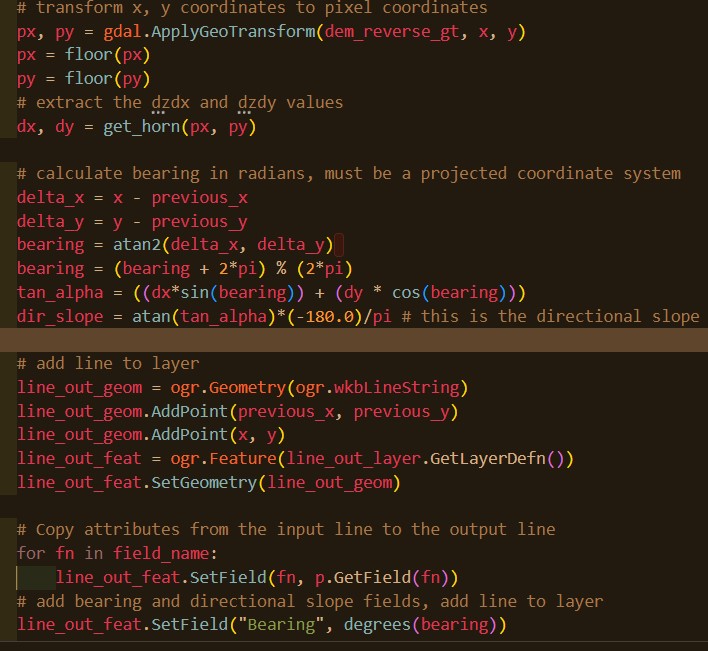 # transform x, y coordinates to pixel coordinates
px, py = gdal.ApplyGeoTransform(dem_reverse_gt, x, y)
px = floor(px)
py = floor(py)
# extract the dzdx and dzdy values
dx, dy = get_horn(px, py)
# calculate bearing in radians, must be a projected coordinate system
delta_x = x - previous_x
delta_y = y - previous_y
bearing = atan2(delta_x, delta_y)
bearing = (bearing + 2*pi) % (2*pi)
tan_alpha = ((dx*sin(bearing)) + (dy * cos(bearing)))
dir_slope = atan(tan_alpha)*(-180.0)/pi # this is the directional slope
# add line to layer
line_out_geom = ogr.Geometry(ogr.wkbLineString)
line_out_geom.AddPoint(previous_x, previous_y)
line_out_geom.AddPoint(x, y)
line_out_feat = ogr.Feature(line_out_layer.GetLayerDefn())
line_out_feat.SetGeometry(line_out_geom)
# Copy attributes from the input line to the output line
for fn in field_name:
    line_out_feat.SetField(fn, p.GetField(fn))
# add bearing and directional slope fields, add line to layer
line_out_feat.SetField("Bearing", degrees(bearing))